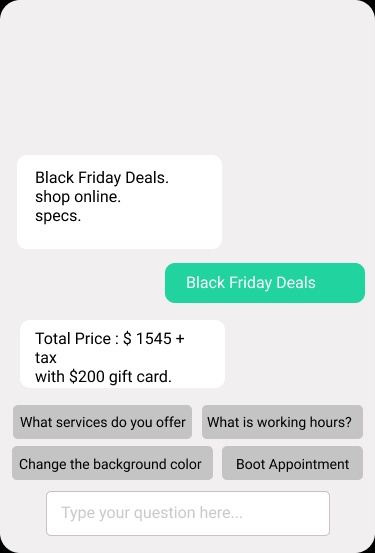 Black Friday Deals.
shop online.
specs.
Black Friday Deals
Total Price : $ 1545 +
tax
with $200 gift card.
What services do you offer
What is working hours?
Change the background color
Boot Appointment
Type your question here...